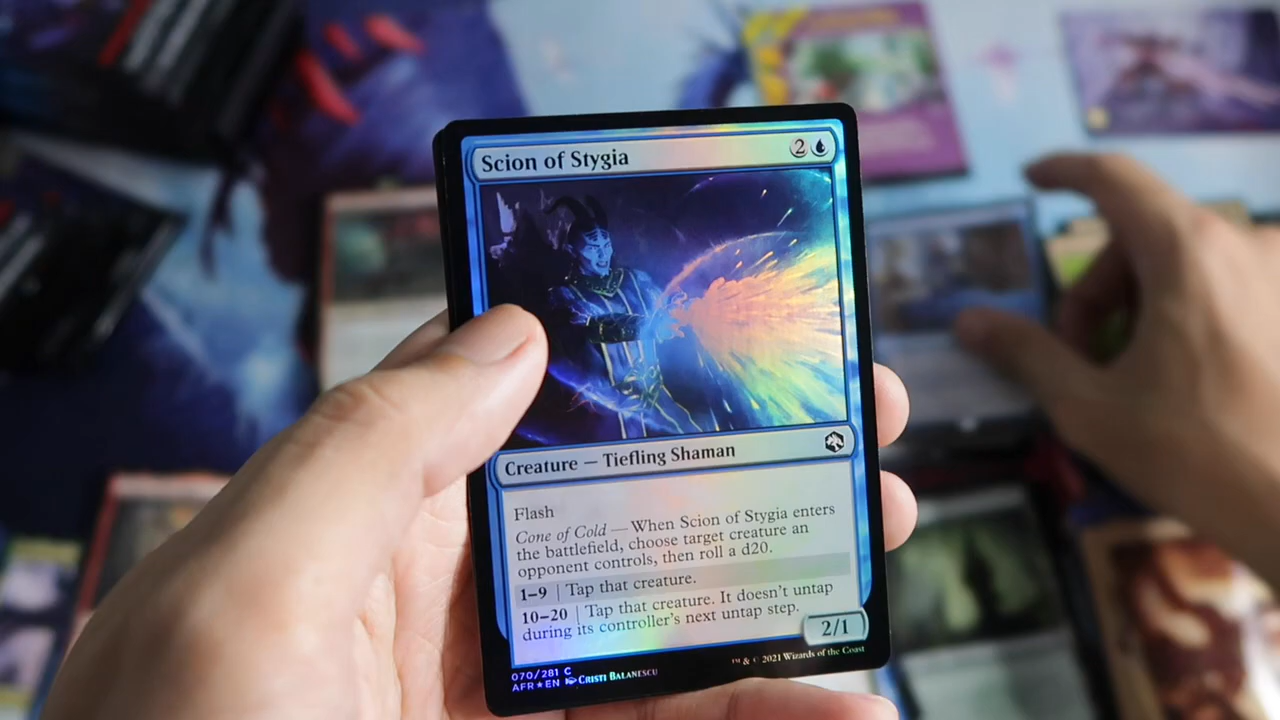 Scion of Stygia 2
Creature — Tiefling Shaman
Flash
Cone of Cold — When Scion of Stygia enters
the battlefield, choose target creature an
opponent controls, then roll a d20.
1–9 | Tap that creature.
10–20 | Tap that creature. It doesn't untap
during its controller's next untap step.
2/1
070/281 C
AFR★EN Cristi Balanescu
™ & © 2021 Wizards of the Coast